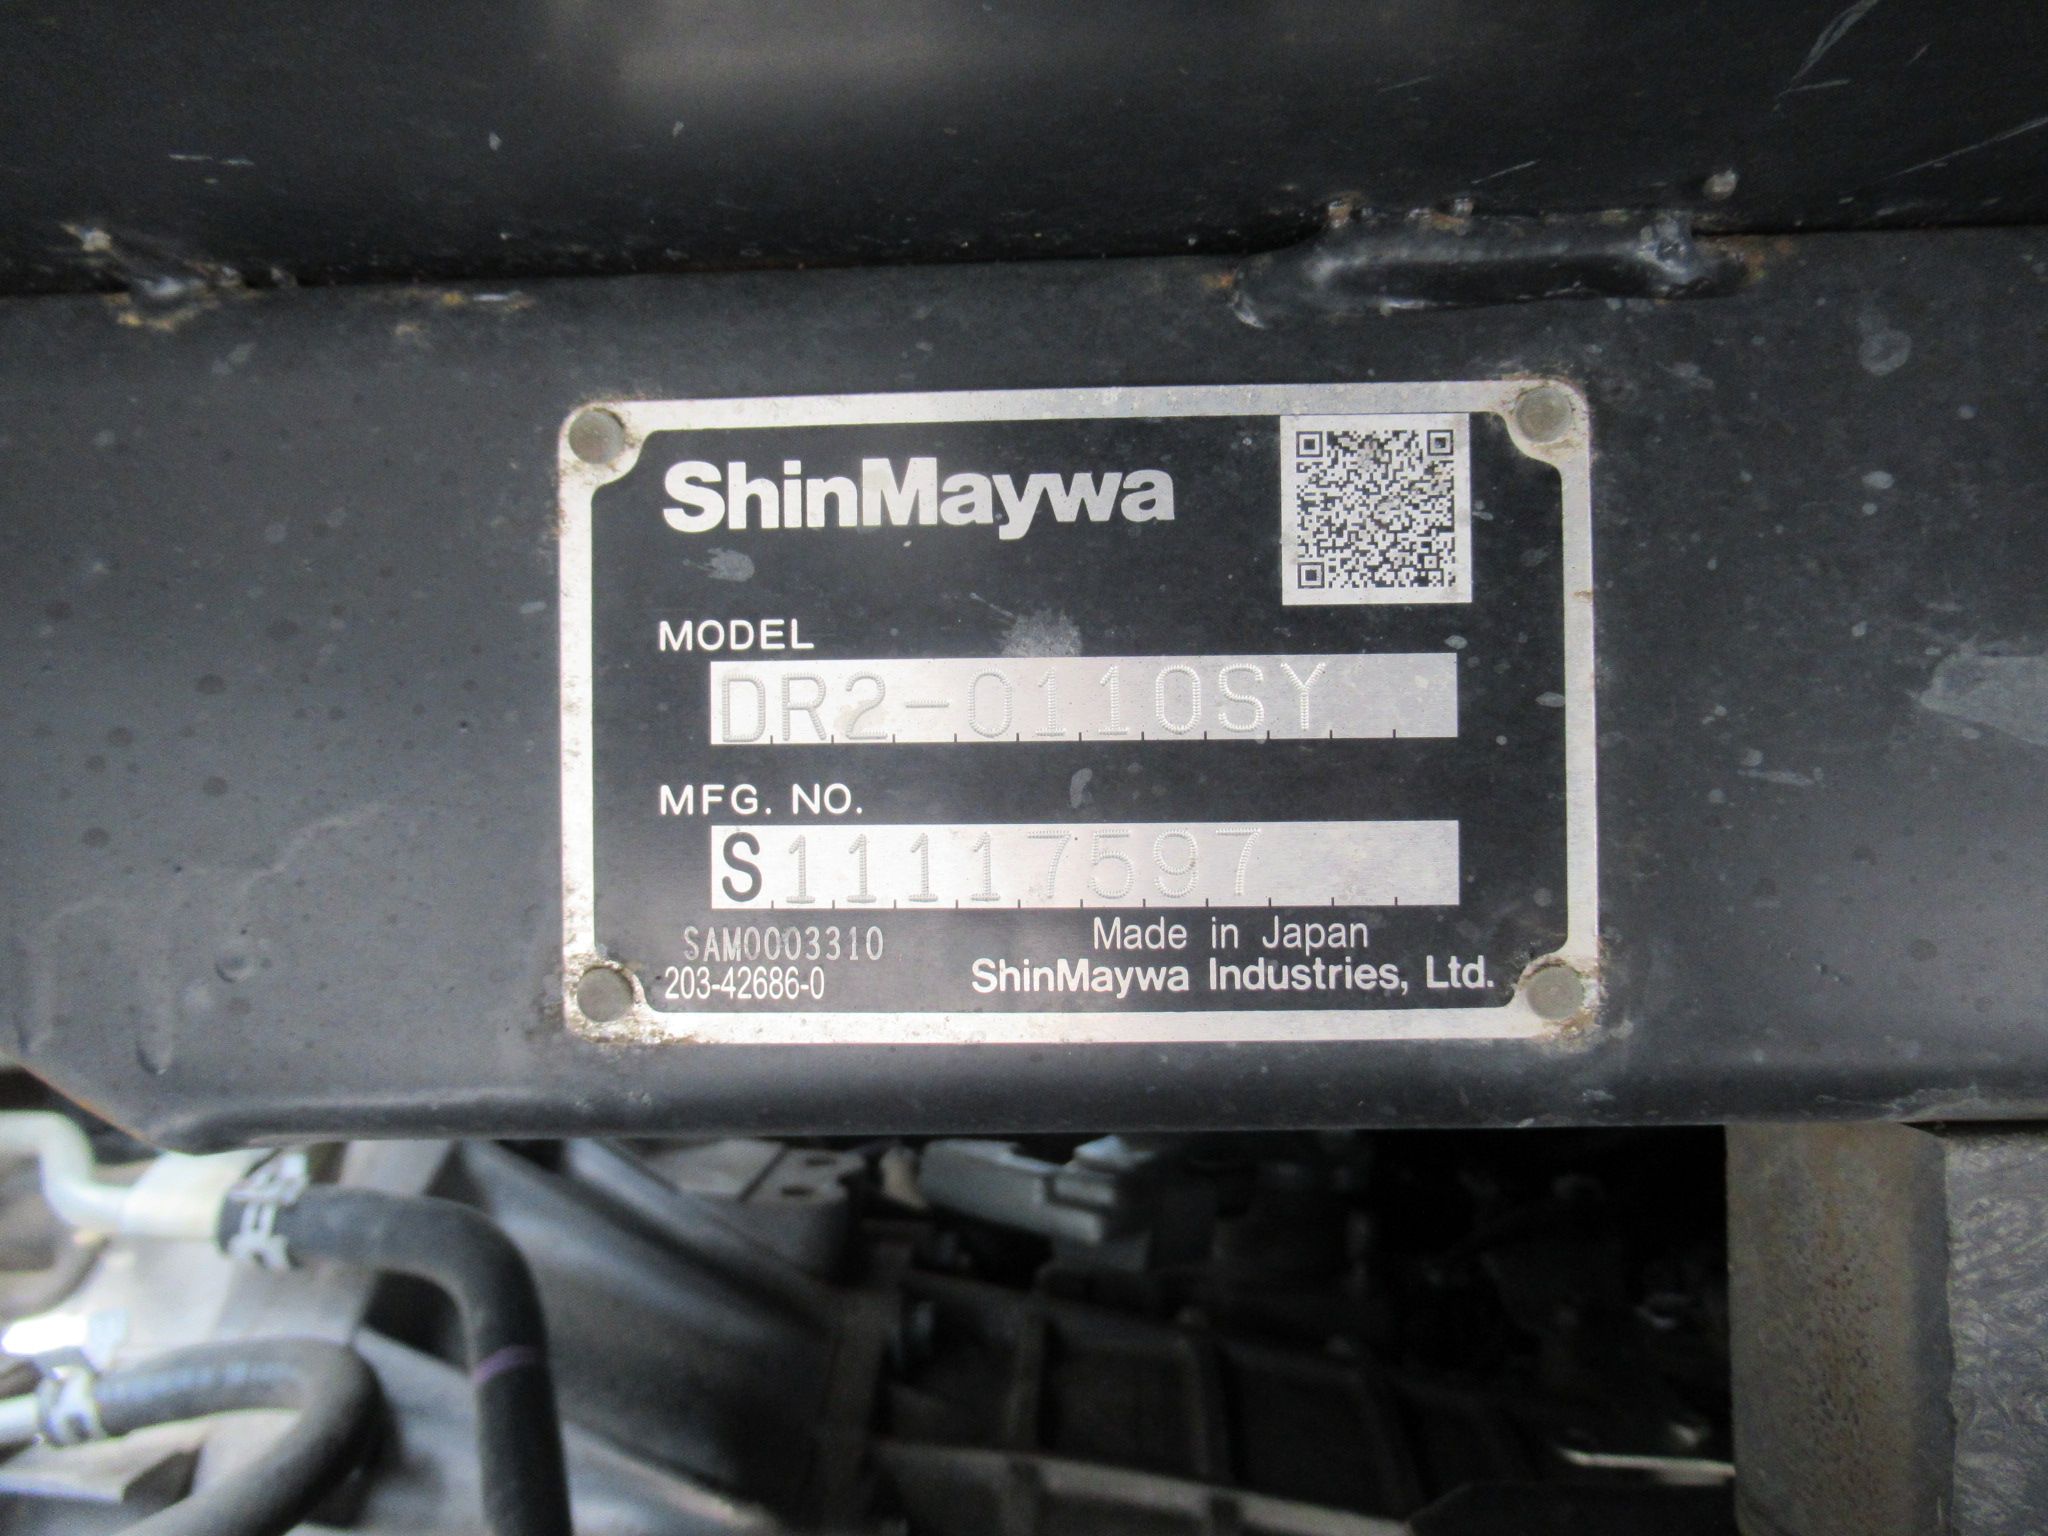 ShinMaywa
MODEL
DR2-0110SY
MFG. NO.
S11117597
SAM0003310
Made in Japan
203-42686-0
ShinMaywa Industries, Ltd.